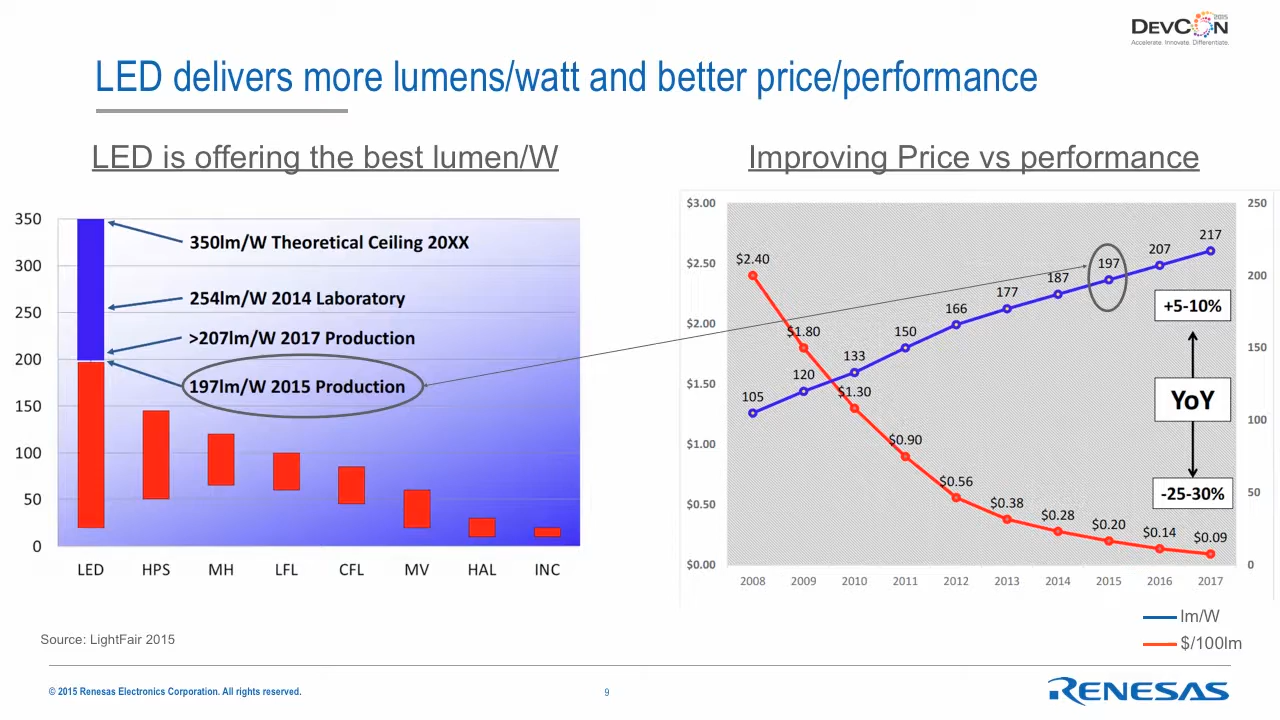 DEVCON 2015
Accelerate. Innovate. Differentiate.
LED delivers more lumens/watt and better price/performance
LED is offering the best lumen/W
350
300
250
200
150
100
50
0
350lm/W Theoretical Ceiling 20XX
254lm/W 2014 Laboratory
>207lm/W 2017 Production
197lm/W 2015 Production
LED HPS MH LFL CFL MV HAL INC
Improving Price vs performance
$3.00
$2.50
$2.00
$1.50
$1.00
$0.50
$0.00
250
200
150
100
50
0
105 120 133 150 166 177 187 197 207 217
$2.40 $1.80 $1.30 $0.90 $0.56 $0.38 $0.28 $0.20 $0.14 $0.09
+5-10%
YoY
-25-30%
2008 2009 2010 2011 2012 2013 2014 2015 2016 2017
lm/W
$/100lm
Source: LightFair 2015
© 2015 Renesas Electronics Corporation. All rights reserved.
9
RENESAS